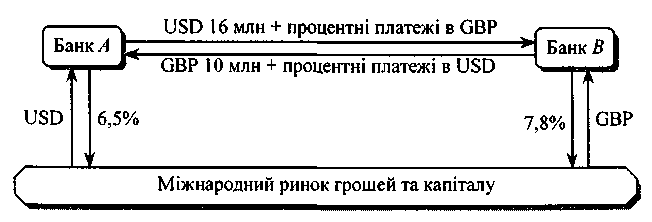 USD 16 млн + процентні платежі в GBP
Банк A
Банк B
GBP 10 млн + процентні платежі в USD
USD
6,5%
7,8%
GBP
Міжнародний ринок грошей та капіталу